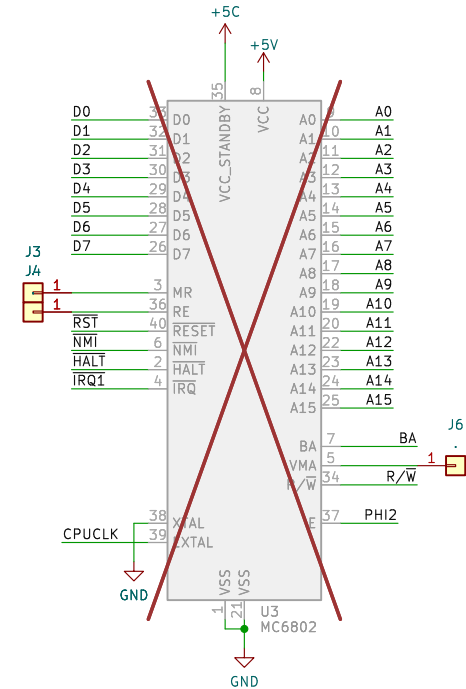 +5C
+5V
35
8
VCC_STANDBY
VCC
D0 33 D0
D1 32 D1
D2 31 D2
D3 30 D3
D4 29 D4
D5 28 D5
D6 27 D6
D7 26 D7
J3
J4
1 3 MR
1 36 RE
RST 40 RESET
NMI 6 NMI
HALT 2 HALT
IRQ1 4 IRQ
38 XTAL
CPUCLK 39 EXTAL
GND
A0 9 A0
A1 10 A1
A2 11 A2
A3 12 A3
A4 13 A4
A5 14 A5
A6 15 A6
A7 16 A7
A8 17 A8
A9 18 A9
A10 19 A10
A11 20 A11
A12 22 A12
A13 23 A13
A14 24 A14
A15 25 A15
BA 7 BA
VMA 5 1
J6
.
R/W 34 R/W
E 37 PHI2
VSS
VSS
1
21
U3
MC6802
GND